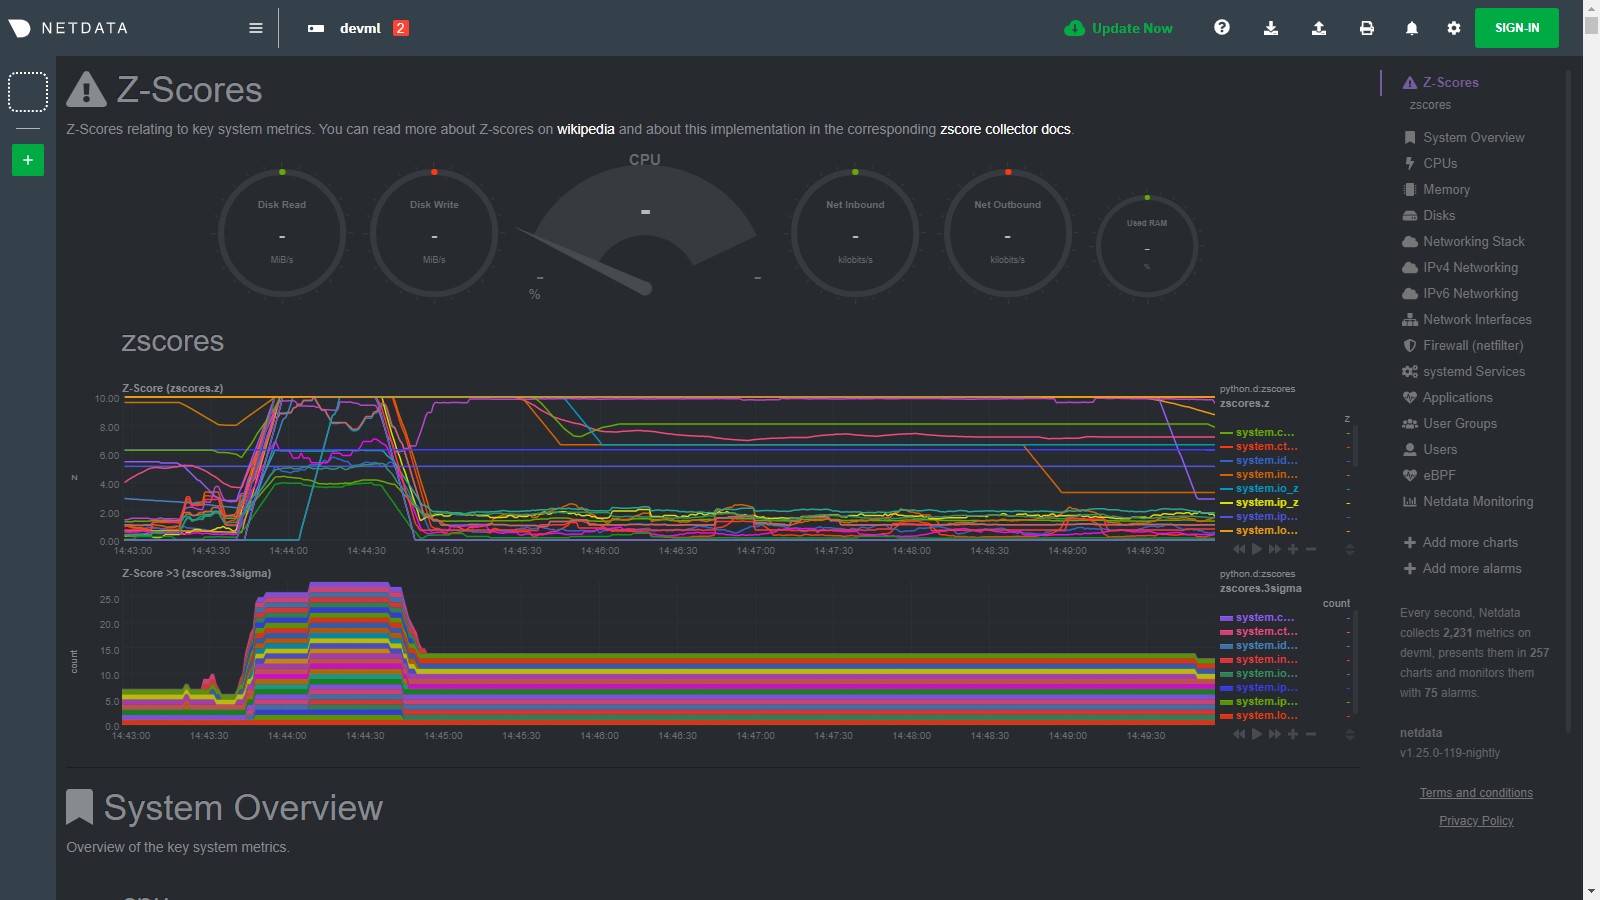 NETDATA
devml 2
Update Now
SIGN-IN
+
Z-Scores
Z-Scores relating to key system metrics. You can read more about Z-scores on wikipedia and about this implementation in the corresponding zscore collector docs.
Disk Read
-
MiB/s
Disk Write
-
MiB/s
CPU
-
-
-
%
Net Inbound
-
kilobits/s
Net Outbound
-
kilobits/s
Used RAM
-
%
zscores
Z-Score (zscores.z)
z
10.00
8.00
6.00
4.00
2.00
0.00
14:43:00 14:43:30 14:44:00 14:44:30 14:45:00 14:45:30 14:46:00 14:46:30 14:47:00 14:47:30 14:48:00 14:48:30 14:49:00 14:49:30
python.d:zscores
zscores.z
z
system.c... -
system.ct... -
system.id... -
system.in... -
system.io_z -
system.ip_z -
system.ip... -
system.lo... -
Z-Score >3 (zscores.3sigma)
count
25.0
20.0
15.0
10.0
5.0
0.0
14:43:00 14:43:30 14:44:00 14:44:30 14:45:00 14:45:30 14:46:00 14:46:30 14:47:00 14:47:30 14:48:00 14:48:30 14:49:00 14:49:30
python.d:zscores
zscores.3sigma
count
system.c... -
system.ct... -
system.id... -
system.in... -
system.io... -
system.ip... -
system.ip... -
system.lo... -
System Overview
Overview of the key system metrics.
Z-Scores
zscores
System Overview
CPUs
Memory
Disks
Networking Stack
IPv4 Networking
IPv6 Networking
Network Interfaces
Firewall (netfilter)
systemd Services
Applications
User Groups
Users
eBPF
Netdata Monitoring
Add more charts
Add more alarms
Every second, Netdata
collects 2,231 metrics on
devml, presents them in 257
charts and monitors them
with 75 alarms.
netdata
v1.25.0-119-nightly
Terms and conditions
Privacy Policy